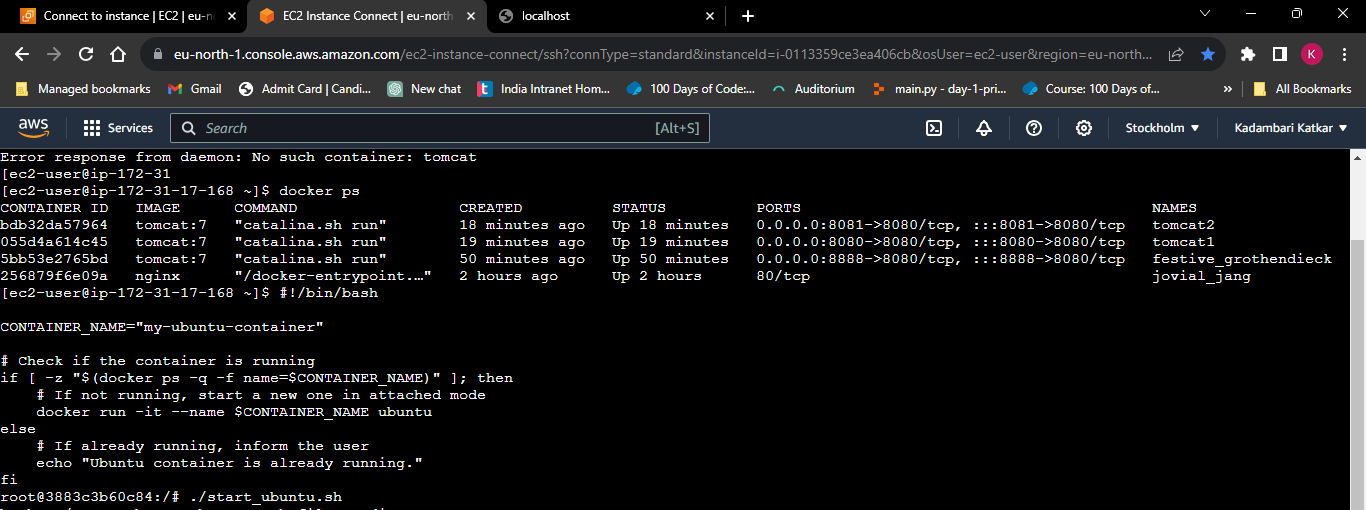 Connect to instance | EC2 | eu-n
EC2 Instance Connect | eu-north
localhost
eu-north-1.console.aws.amazon.com/ec2-instance-connect/ssh?connType=standard&instanceId=i-0113359ce3ea406cb&osUser=ec2-user&region=eu-north...
K
Managed bookmarks
Gmail
Admit Card | Candi...
New chat
India Intranet Hom...
100 Days of Code:...
Auditorium
main.py - day-1-pri...
Course: 100 Days of...
»
All Bookmarks
aws
Services
Search
[Alt+S]
Stockholm
Kadambari Katkar
Error response from daemon: No such container: tomcat
[ec2-user@ip-172-31
[ec2-user@ip-172-31-17-168 ~]$ docker ps
CONTAINER ID   IMAGE      COMMAND                  CREATED          STATUS          PORTS                                       NAMES
bdb32da57964   tomcat:7   "catalina.sh run"        18 minutes ago   Up 18 minutes   0.0.0.0:8081->8080/tcp, :::8081->8080/tcp   tomcat2
055d4a614c45   tomcat:7   "catalina.sh run"        19 minutes ago   Up 19 minutes   0.0.0.0:8080->8080/tcp, :::8080->8080/tcp   tomcat1
5bb53e2765bd   tomcat:7   "catalina.sh run"        50 minutes ago   Up 50 minutes   0.0.0.0:8888->8080/tcp, :::8888->8080/tcp   festive_grothendieck
256879f6e09a   nginx      "/docker-entrypoint.…"   2 hours ago      Up 2 hours      80/tcp                                      jovial_jang
[ec2-user@ip-172-31-17-168 ~]$ #!/bin/bash
CONTAINER_NAME="my-ubuntu-container"
# Check if the container is running
if [ -z "$(docker ps -q -f name=$CONTAINER_NAME)" ]; then
    # If not running, start a new one in attached mode
    docker run -it --name $CONTAINER_NAME ubuntu
else
    # If already running, inform the user
    echo "Ubuntu container is already running."
fi
root@3883c3b60c84:/# ./start_ubuntu.sh